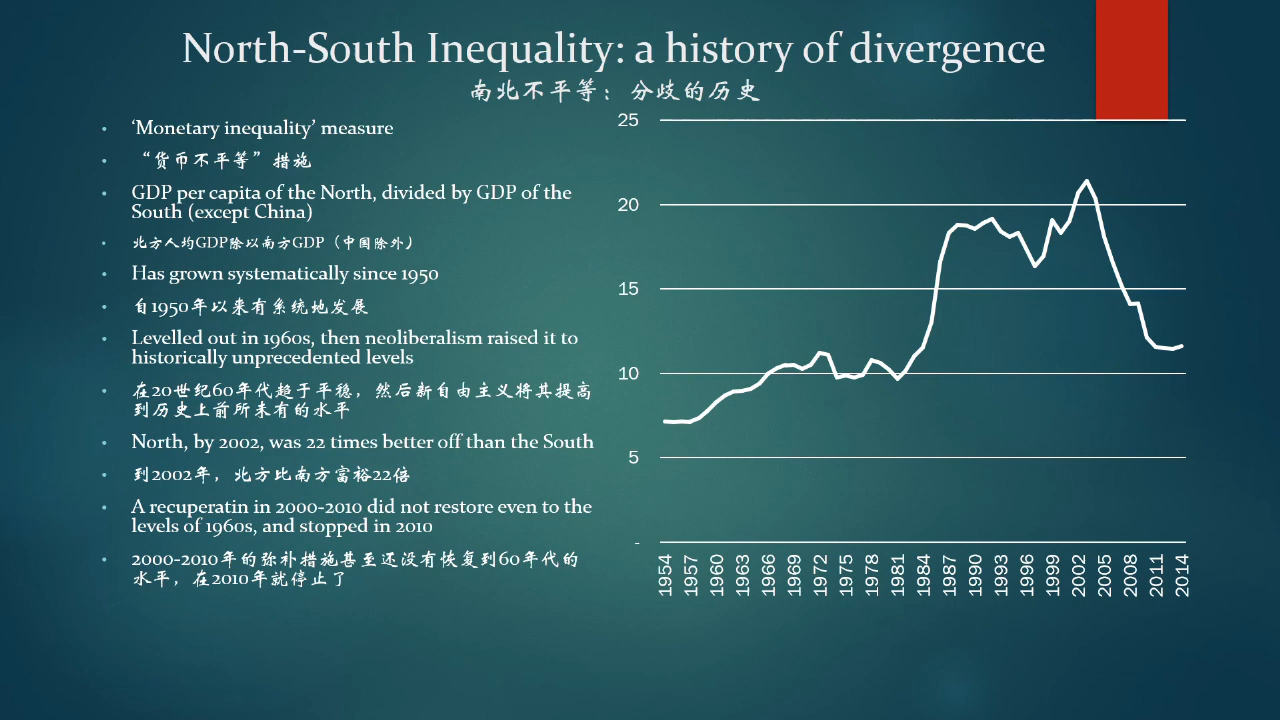 North-South Inequality: a history of divergence
南北不平等：分歧的历史
‘Monetary inequality’ measure
“货币不平等”措施
GDP per capita of the North, divided by GDP of the
South (except China)
北方人均GDP除以南方GDP（中国除外）
Has grown systematically since 1950
自1950年以来有系统地发展
Levelled out in 1960s, then neoliberalism raised it to
historically unprecedented levels
在20世纪60年代趋于平稳，然后新自由主义将其提高
到历史上前所未有的水平
North, by 2002, was 22 times better off than the South
到2002年，北方比南方富裕22倍
A recuperatin in 2000-2010 did not restore even to the
levels of 1960s, and stopped in 2010
2000-2010年的弥补措施甚至还没有恢复到60年代的
水平，在2010年就停止了
25
20
15
10
5
-
1954
1957
1960
1963
1966
1969
1972
1975
1978
1981
1984
1987
1990
1993
1996
1999
2002
2005
2008
2011
2014